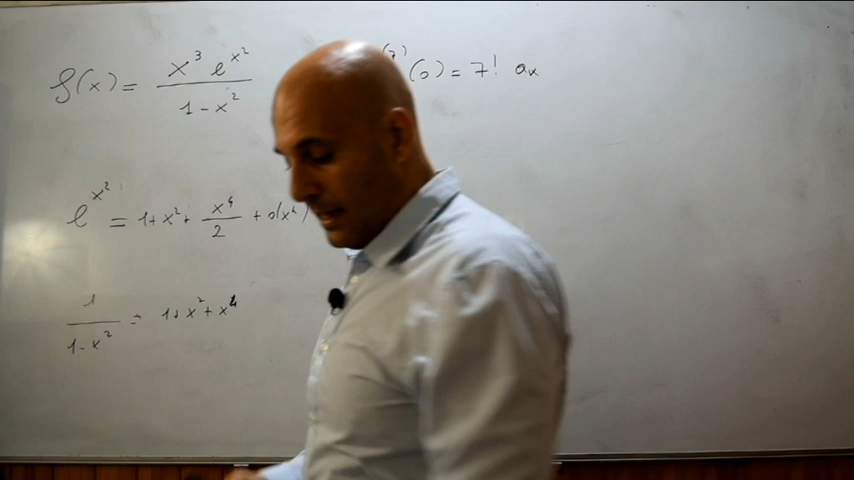 f(x) = x³ e^x² / 1 - x²
(7)(0) = 7! a₇
e^x² = 1 + x² + x⁴/2 + o(x⁴)
1 / 1 - x² = 1 + x² + x⁴